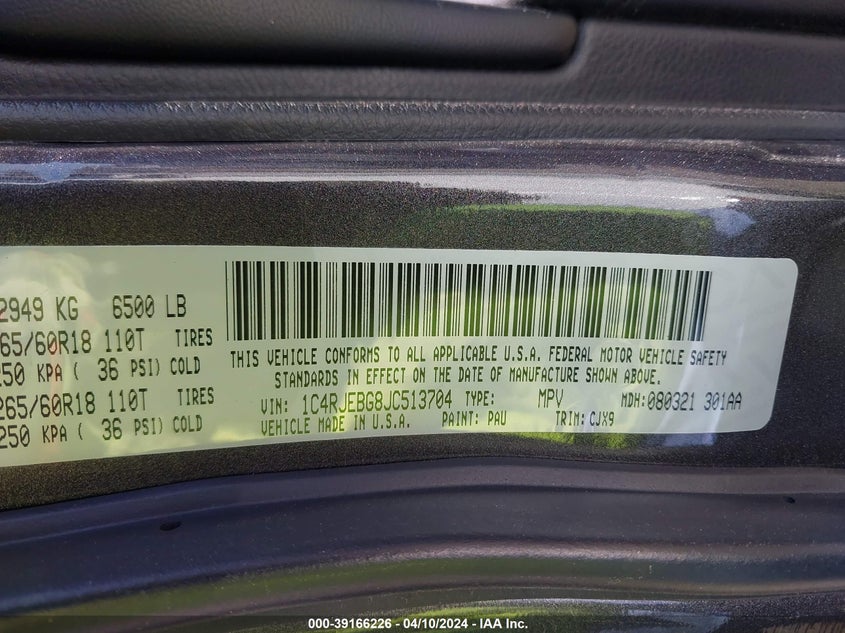 2949 KG 6500 LB
65/60R18 110T TIRES
250 KPA ( 36 PSI) COLD
265/60R18 110T TIRES
250 KPA ( 36 PSI) COLD
THIS VEHICLE CONFORMS TO ALL APPLICABLE U.S.A. FEDERAL MOTOR VEHICLE SAFETY
STANDARDS IN EFFECT ON THE DATE OF MANUFACTURE SHOWN ABOVE.
VIN: 1C4RJEBG8JC513704 TYPE: MPV MDH: 080321 301AA
VEHICLE MADE IN U.S.A. PAINT: PAU TRIM: CJX9
000-39166226 - 04/10/2024 - IAA Inc.